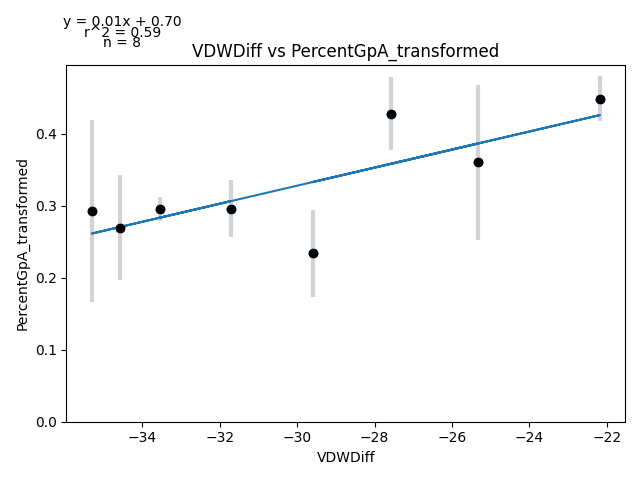 y = 0.01x + 0.70
r^2 = 0.59
n = 8
VDWDiff vs PercentGpA_transformed
PercentGpA_transformed
0.4
0.3
0.2
0.1
0.0
−34
−32
−30
−28
−26
−24
−22
VDWDiff